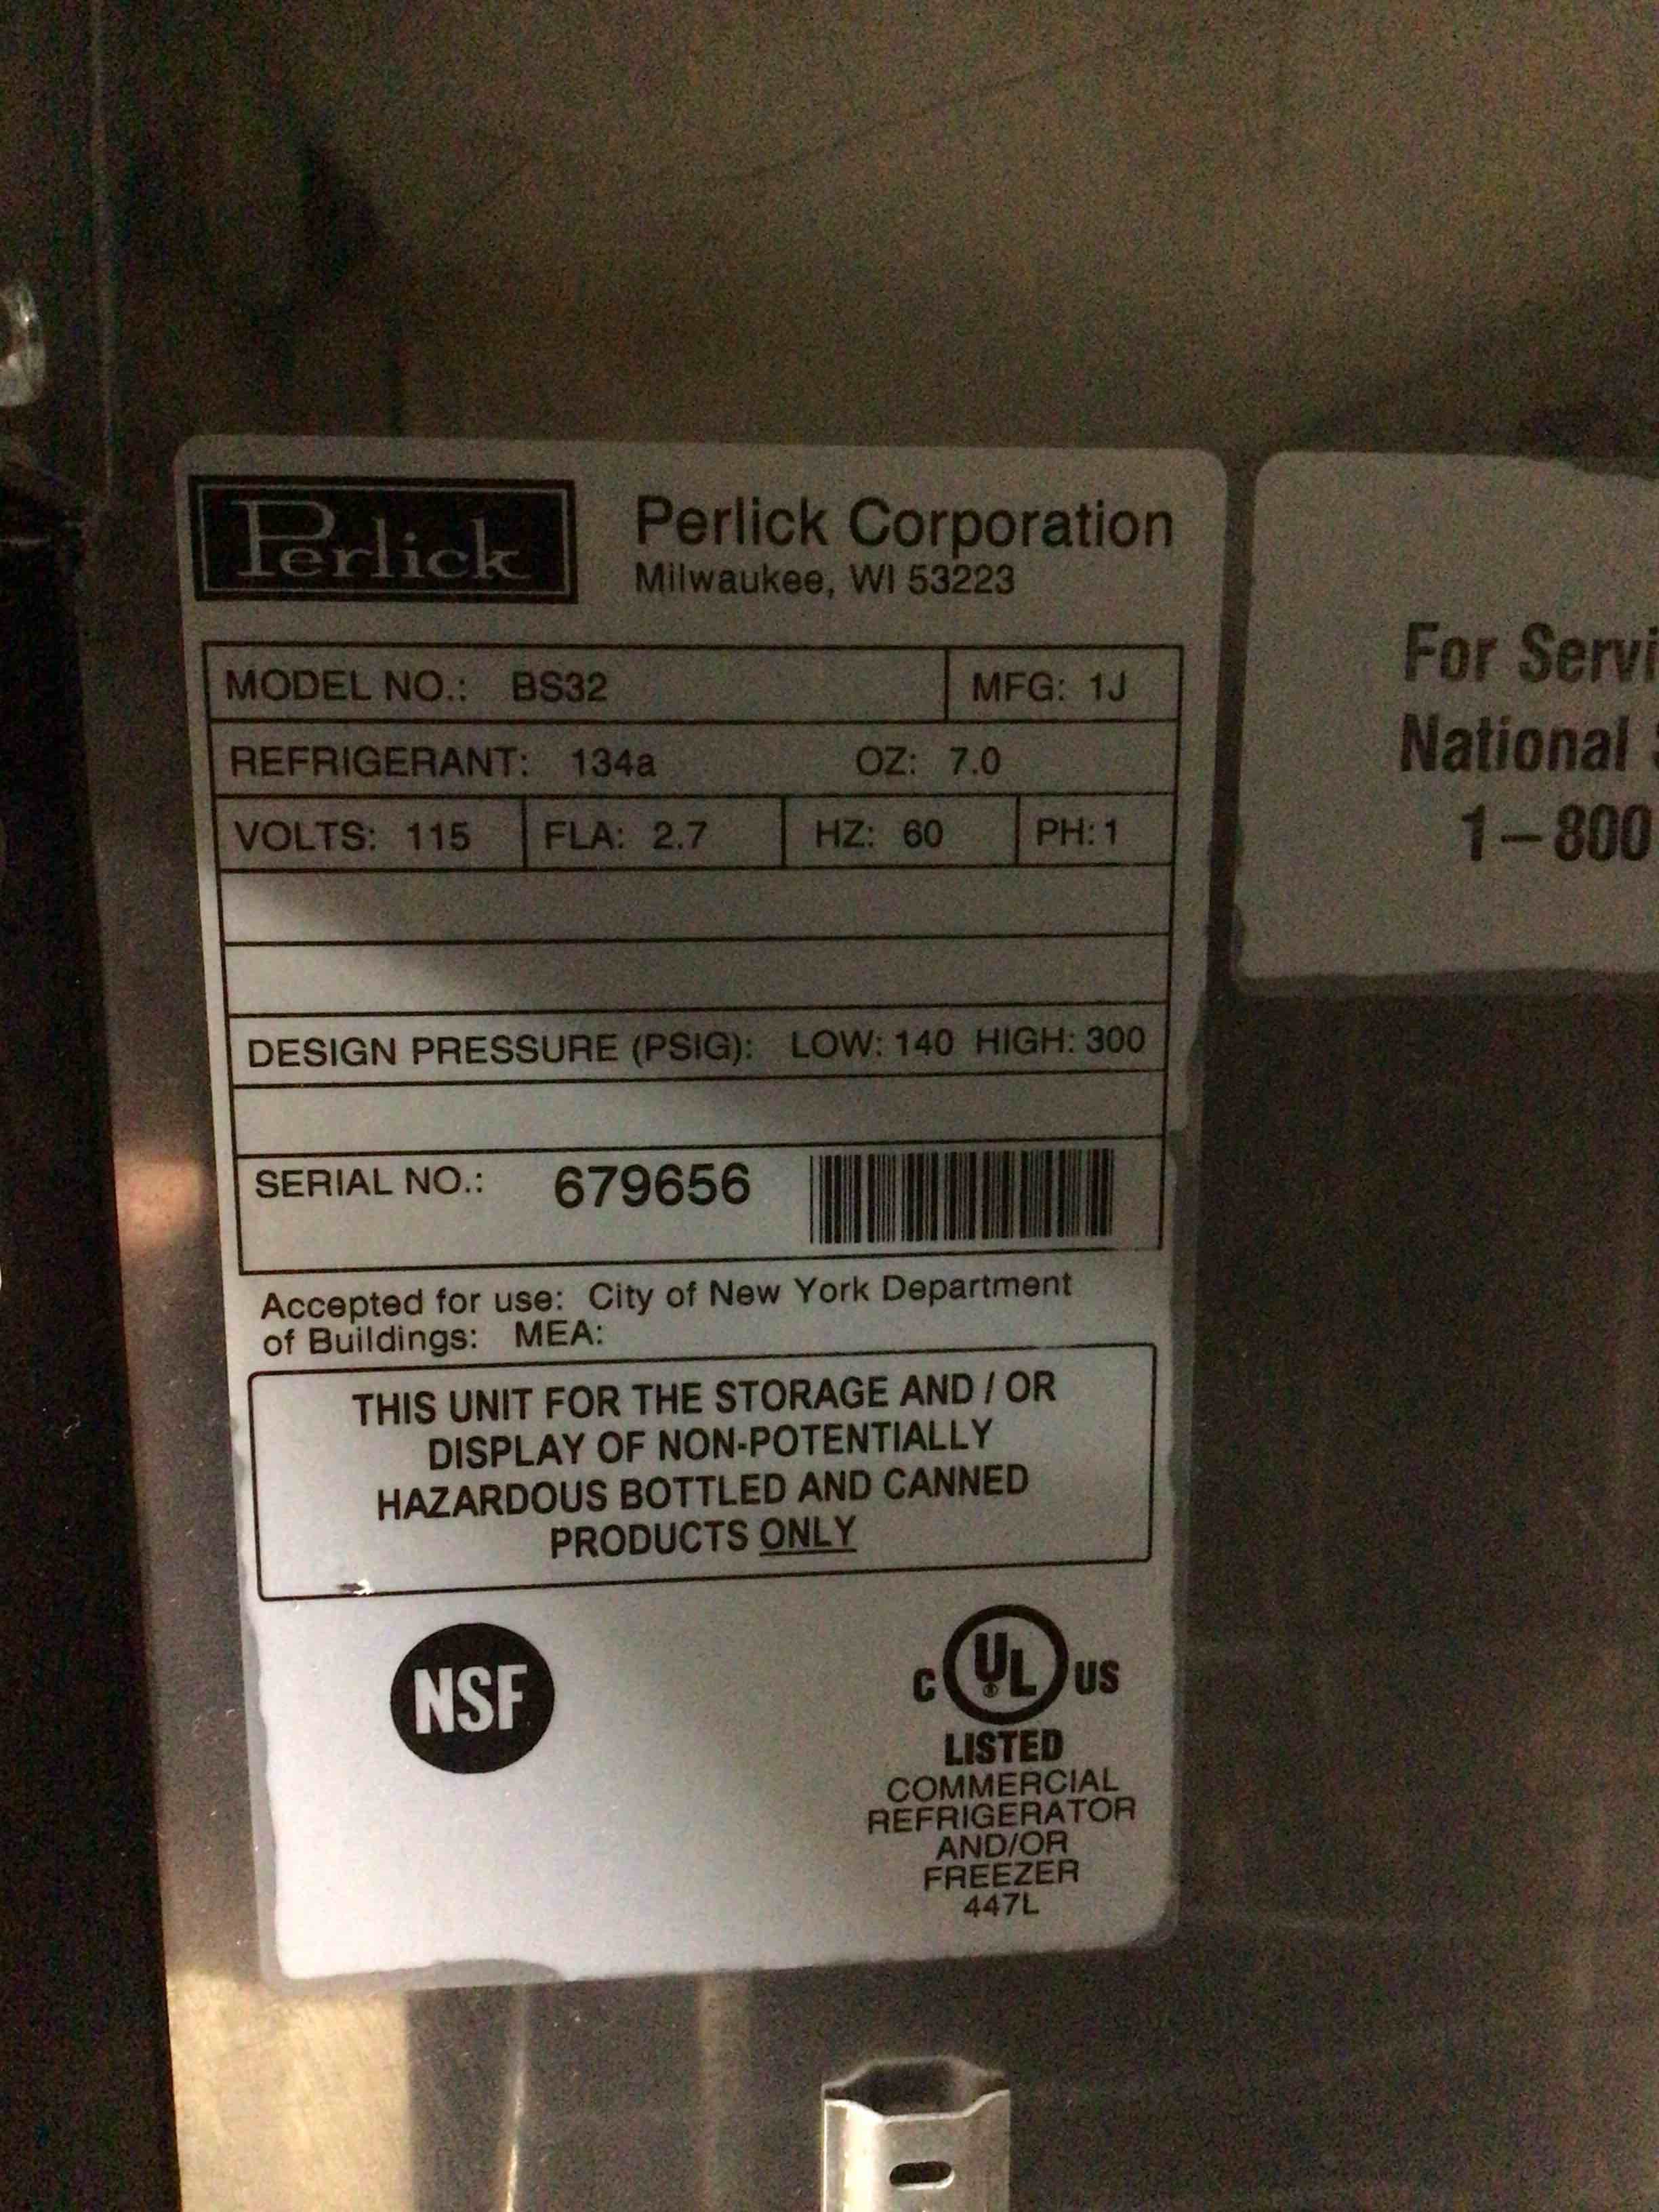 Perlick
Perlick Corporation
Milwaukee, WI 53223
MODEL NO.: BS32 MFG: 1J
REFRIGERANT: 134a OZ: 7.0
VOLTS: 115 FLA: 2.7 HZ: 60 PH: 1
DESIGN PRESSURE (PSIG): LOW: 140 HIGH: 300
SERIAL NO.: 679656
Accepted for use: City of New York Department
of Buildings: MEA:
THIS UNIT FOR THE STORAGE AND / OR
DISPLAY OF NON-POTENTIALLY
HAZARDOUS BOTTLED AND CANNED
PRODUCTS ONLY
NSF
C UL US
®
LISTED
COMMERCIAL
REFRIGERATOR
AND/OR
FREEZER
447L
For Servi
National
1-800